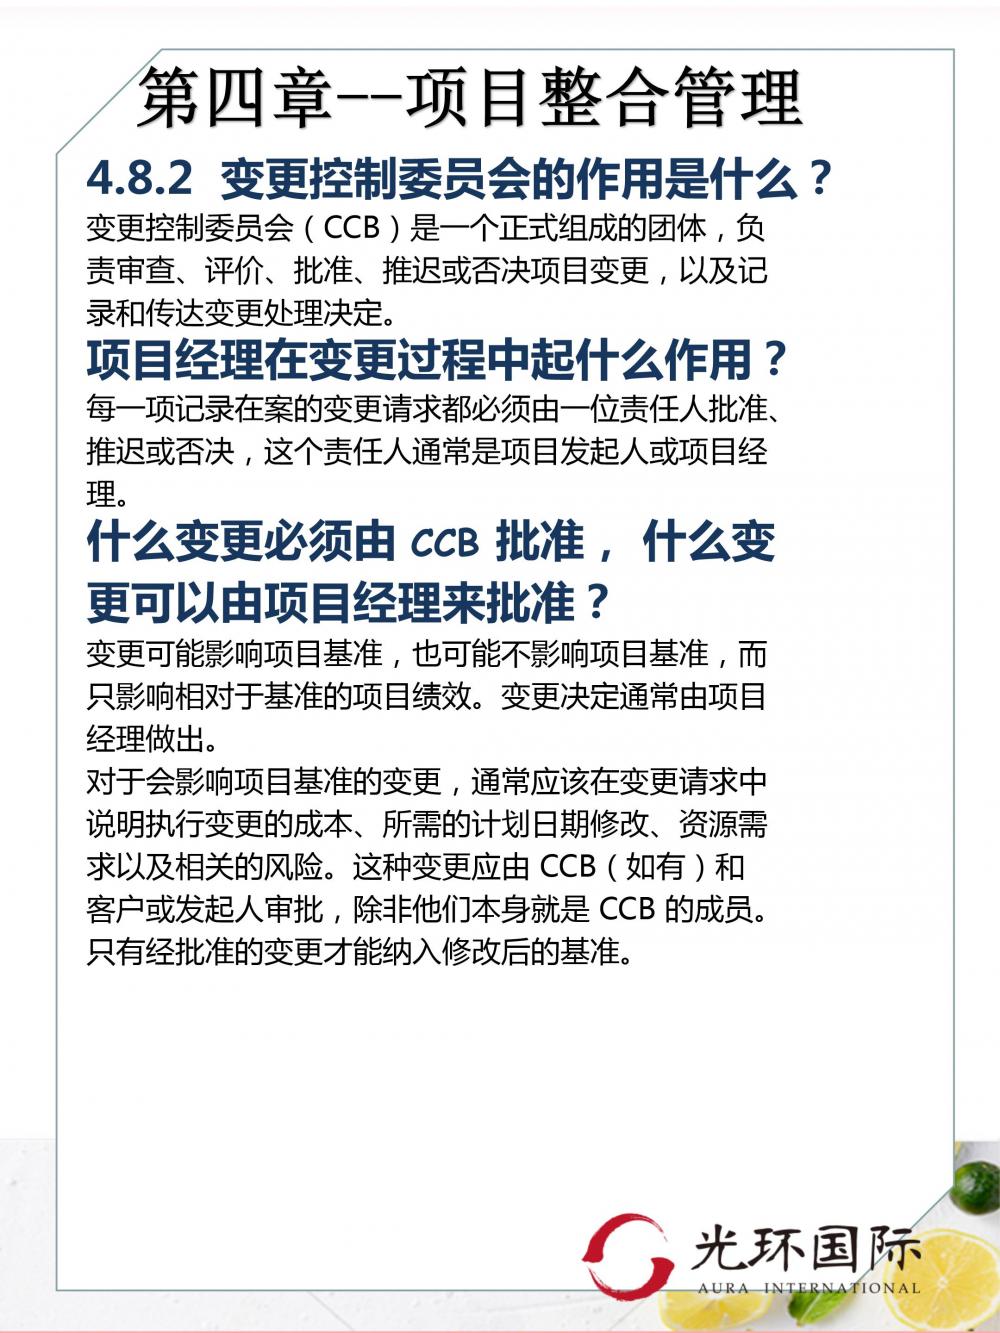 第四章--项目整合管理
4.8.2 变更控制委员会的作用是什么？
变更控制委员会（CCB）是一个正式组成的团体，负
责审查、评价、批准、推迟或否决项目变更，以及记
录和传达变更处理决定。
项目经理在变更过程中起什么作用？
每一项记录在案的变更请求都必须由一位责任人批准、
推迟或否决，这个责任人通常是项目发起人或项目经
理。
什么变更必须由 CCB 批准， 什么变
更可以由项目经理来批准？
变更可能影响项目基准，也可能不影响项目基准，而
只影响相对于基准的项目绩效。变更决定通常由项目
经理做出。
对于会影响项目基准的变更，通常应该在变更请求中
说明执行变更的成本、所需的计划日期修改、资源需
求以及相关的风险。这种变更应由 CCB（如有）和
客户或发起人审批，除非他们本身就是 CCB 的成员。
只有经批准的变更才能纳入修改后的基准。
光环国际
AURA INTERNATIONAL